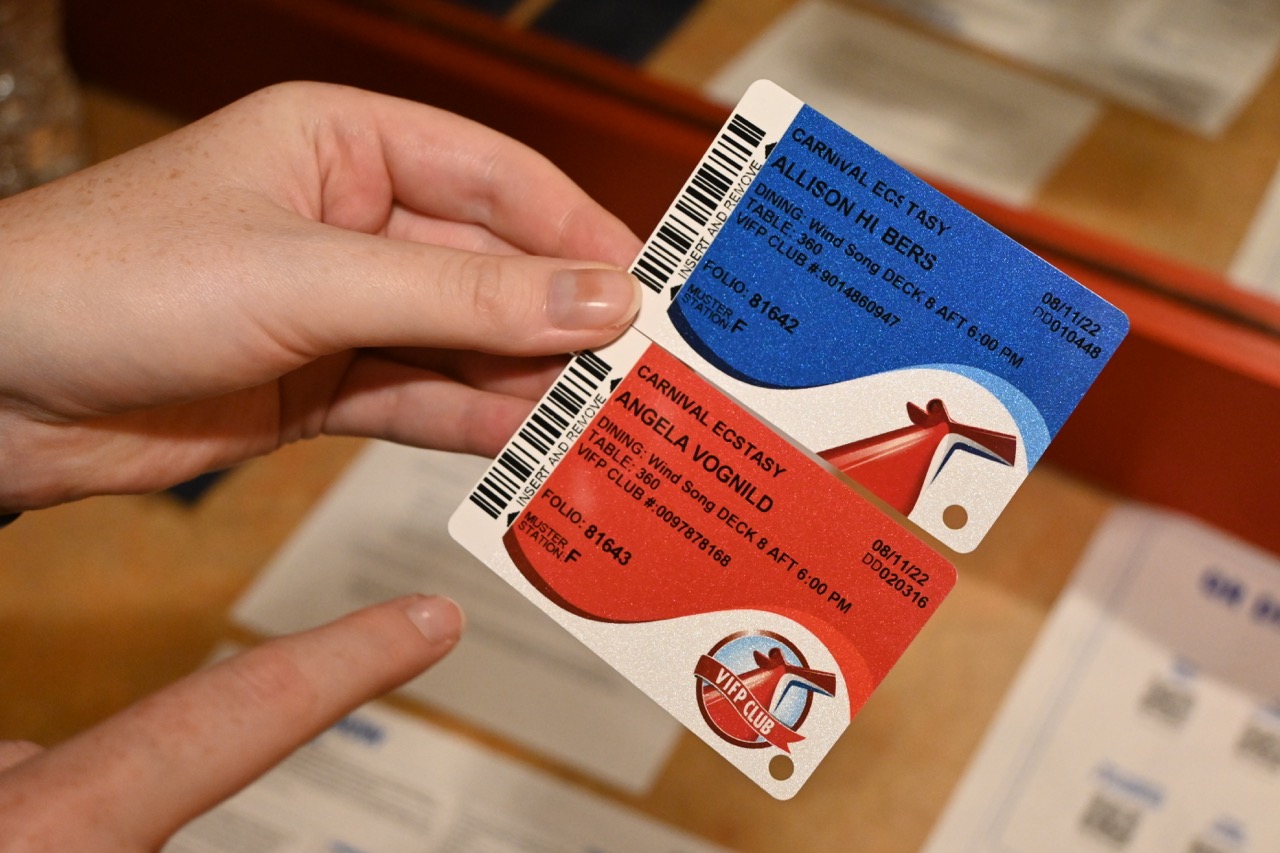 CARNIVAL ECSTASY
ALLISON HI BERS
DINING: Wind Song DECK 8 AFT 6:00 PM
TABLE: 360
VIFP CLUB #:9014860947
08/11/22
DD010448
FOLIO: 81642
MUSTER
STATION: F
INSERT AND REMOVE
CARNIVAL ECSTASY
ANGELA VOGNILD
DINING: Wind Song DECK 8 AFT 6:00 PM
TABLE: 360
VIFP CLUB #:0097878168
08/11/22
DD020316
FOLIO: 81643
MUSTER
STATION: F
INSERT AND REMOVE
VIFP CLUB